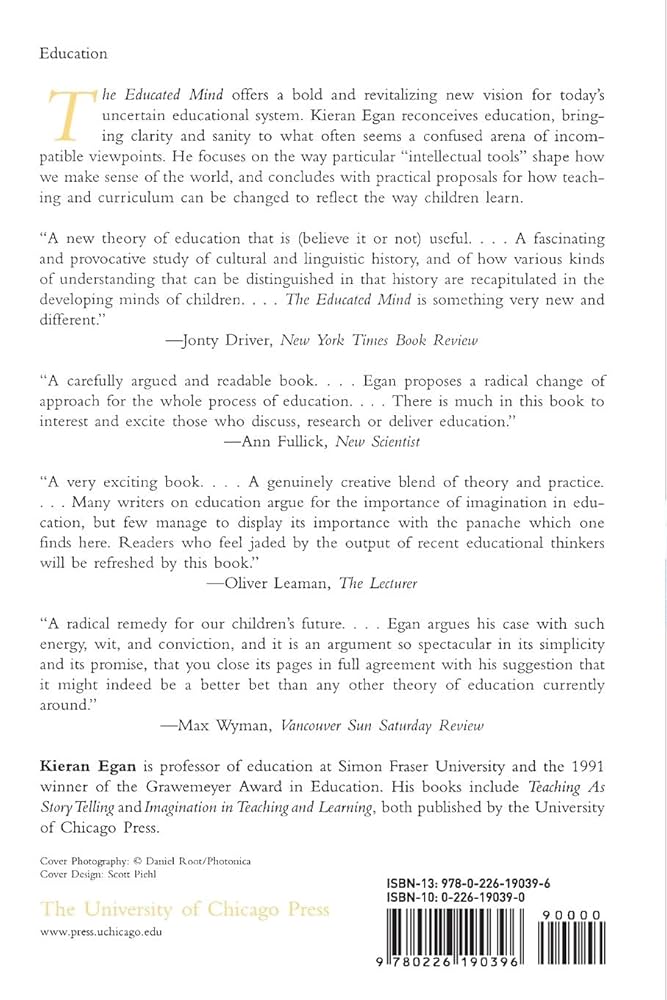 Education
The Educated Mind offers a bold and revitalizing new vision for today's
uncertain educational system. Kieran Egan reconceives education, bring-
ing clarity and sanity to what often seems a confused arena of incom-
patible viewpoints. He focuses on the way particular “intellectual tools” shape how
we make sense of the world, and concludes with practical proposals for how teach-
ing and curriculum can be changed to reflect the way children learn.
“A new theory of education that is (believe it or not) useful. . . . A fascinating
and provocative study of cultural and linguistic history, and of how various kinds
of understanding that can be distinguished in that history are recapitulated in the
developing minds of children. . . . The Educated Mind is something very new and
different.”
—Jonty Driver, New York Times Book Review
“A carefully argued and readable book. . . . Egan proposes a radical change of
approach for the whole process of education. . . . There is much in this book to
interest and excite those who discuss, research or deliver education.”
—Ann Fullick, New Scientist
“A very exciting book. . . . A genuinely creative blend of theory and practice.
. . . Many writers on education argue for the importance of imagination in edu-
cation, but few manage to display its importance with the panache which one
finds here. Readers who feel jaded by the output of recent educational thinkers
will be refreshed by this book.”
—Oliver Leaman, The Lecturer
“A radical remedy for our children's future. . . . Egan argues his case with such
energy, wit, and conviction, and it is an argument so spectacular in its simplicity
and its promise, that you close its pages in full agreement with his suggestion that
it might indeed be a better bet than any other theory of education currently
around.”
—Max Wyman, Vancouver Sun Saturday Review
Kieran Egan is professor of education at Simon Fraser University and the 1991
winner of the Grawemeyer Award in Education. His books include Teaching As
Story Telling and Imagination in Teaching and Learning, both published by the University
of Chicago Press.
Cover Photography: © Daniel Root/Photonica
Cover Design: Scott Piehl
The University of Chicago Press
www.press.uchicago.edu
ISBN-13: 978-0-226-19039-6
ISBN-10: 0-226-19039-0
90000
9 780226 190396